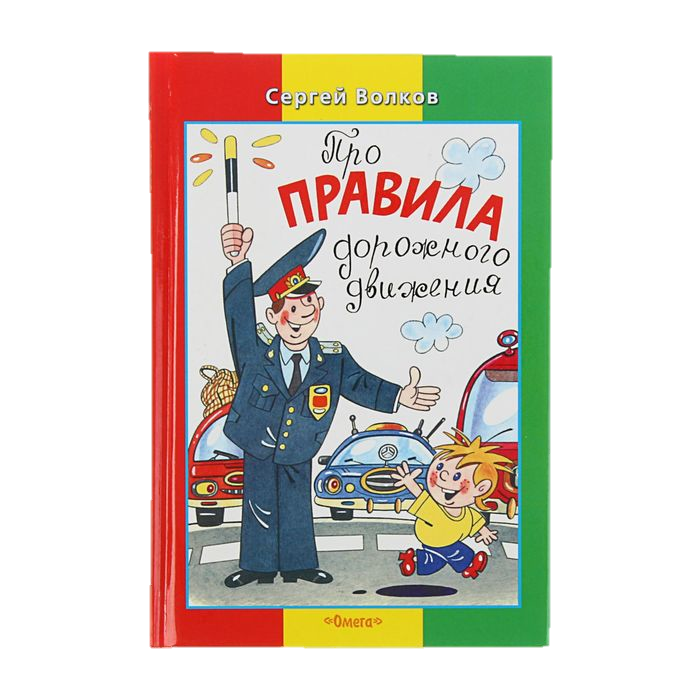 Сергей Волков
Про
ПРАВИЛА
дорожного
движения
«Омега»